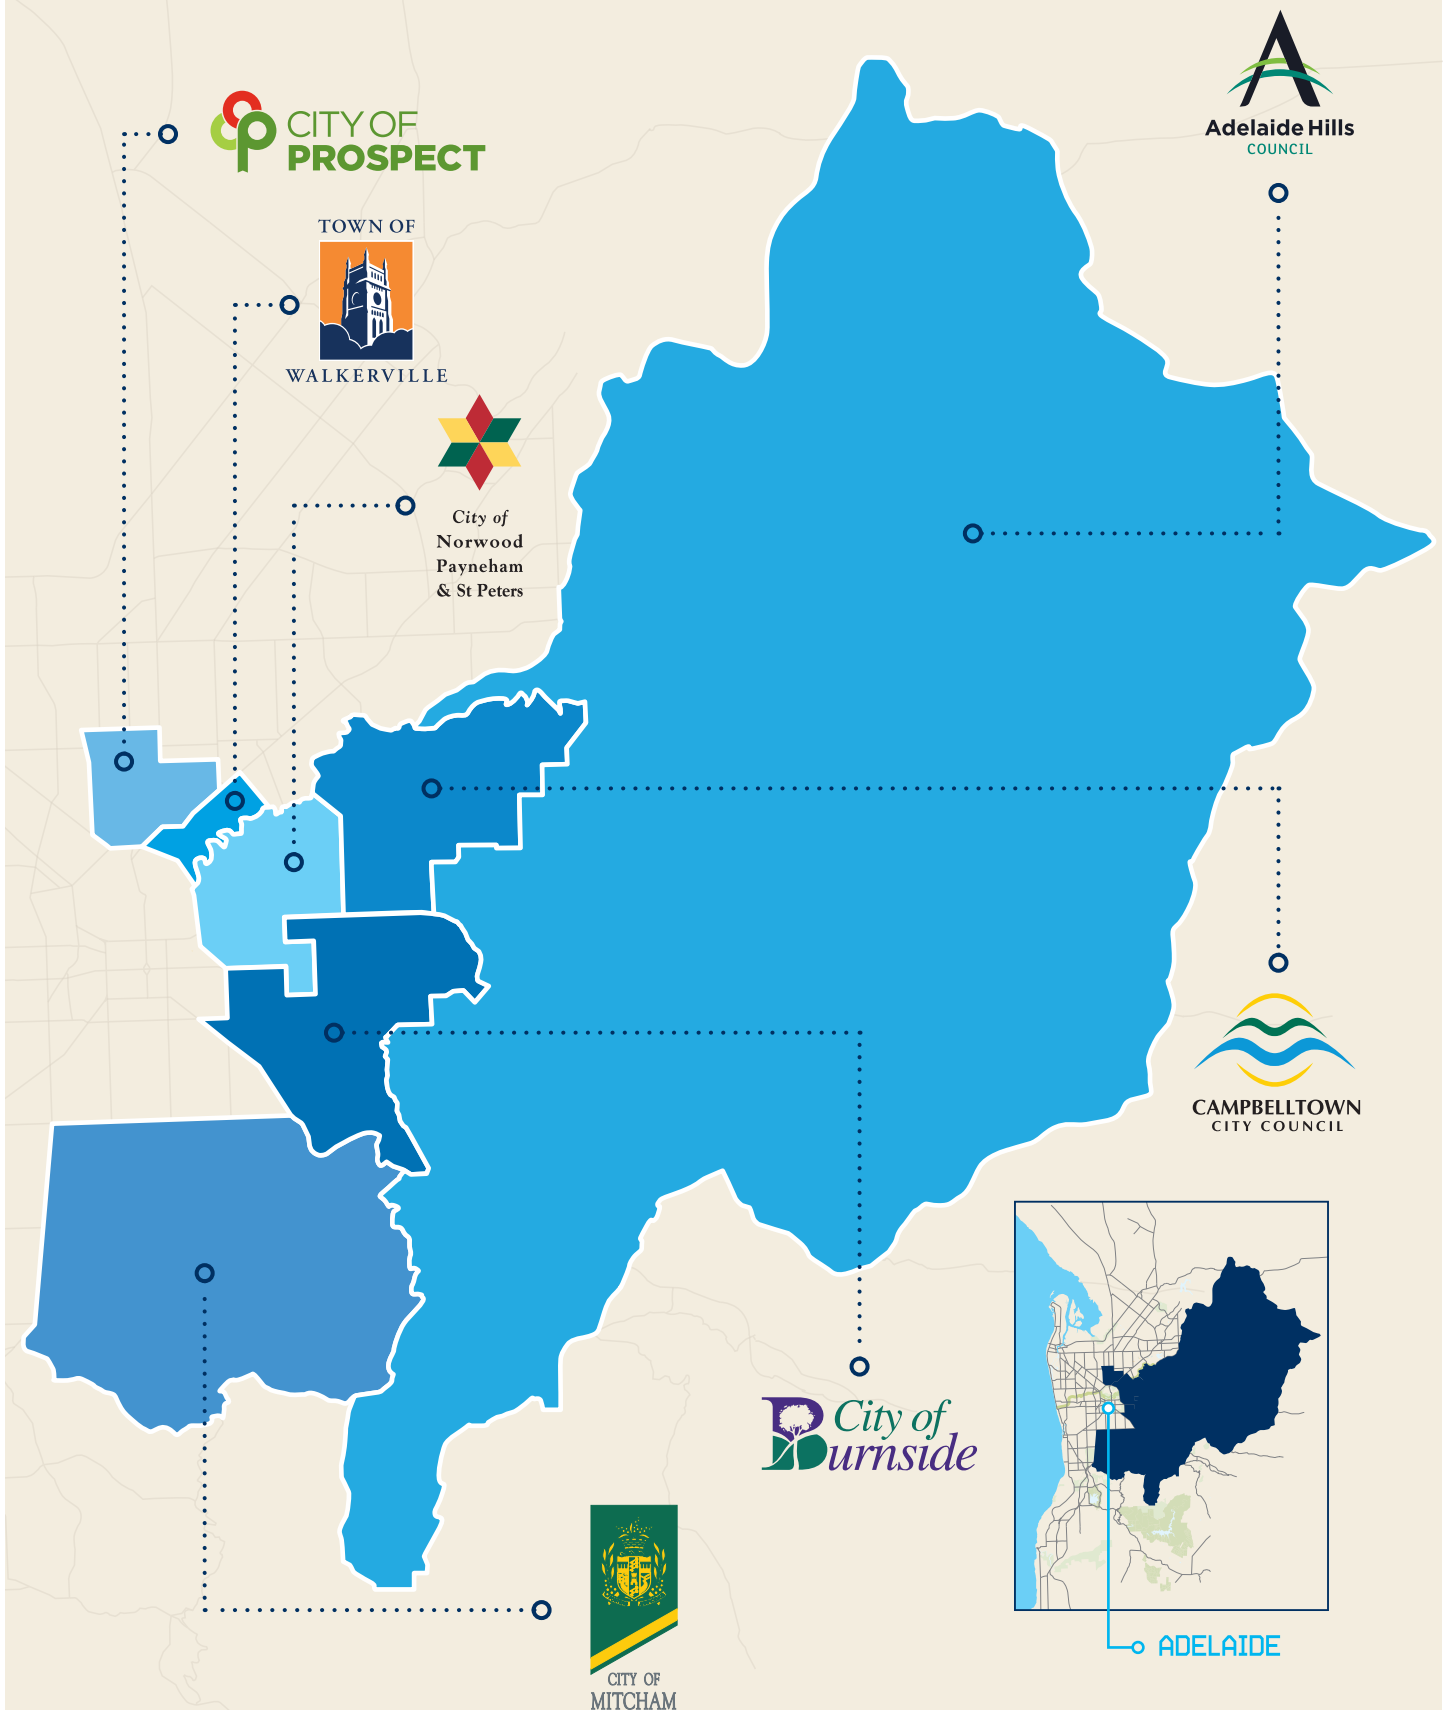 CITY OF
PROSPECT
Adelaide Hills
COUNCIL
TOWN OF
WALKERVILLE
City of
Norwood
Payneham
& St Peters
CAMPBELLTOWN
CITY COUNCIL
City of
Burnside
CITY OF
MITCHAM
ADELAIDE